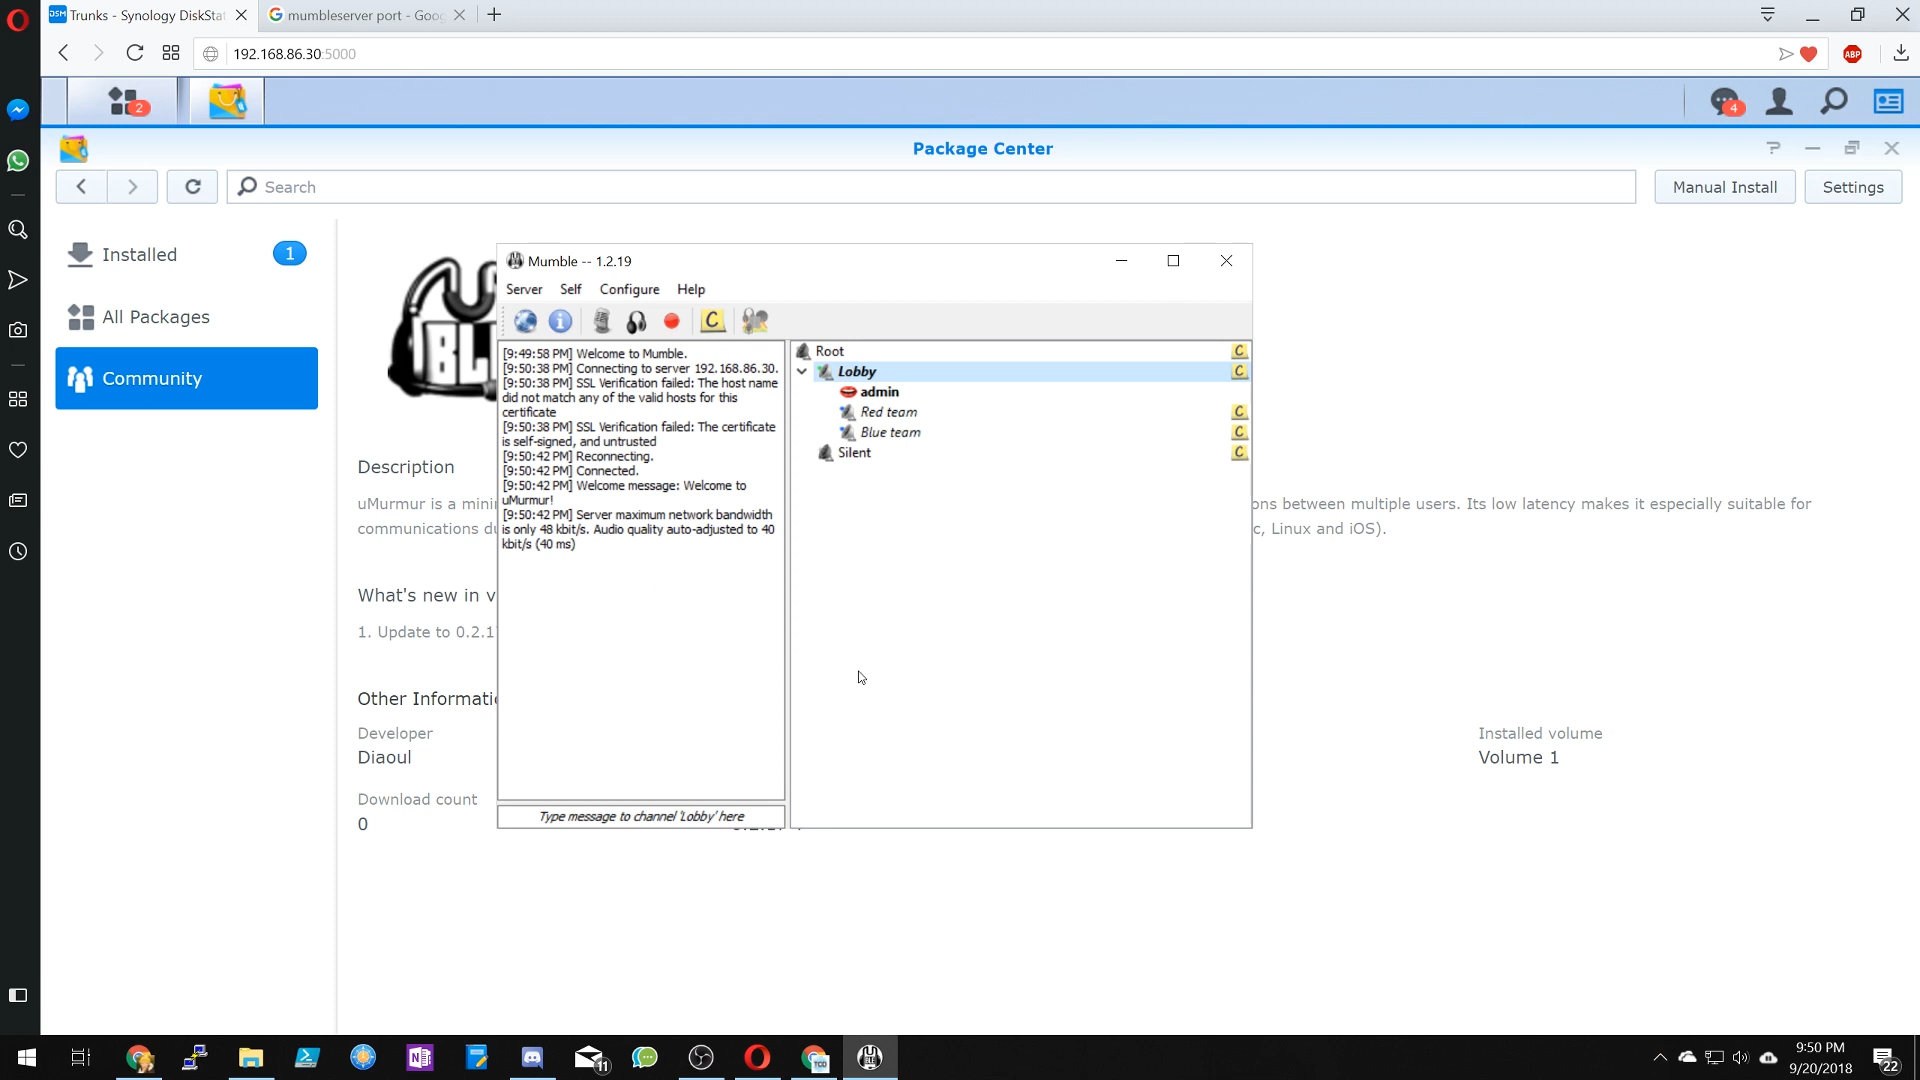 Trunks - Synology DiskSta
mumbleserver port - Goog
192.168.86.30:5000
ABP
2
4
Package Center
Search
Manual Install
Settings
Installed
1
All Packages
Community
Description
uMurmur is a mini
ons between multiple users. Its low latency makes it especially suitable for
communications du
c, Linux and iOS).
What's new in v
1. Update to 0.2.1
Other Informati
Developer
Diaoul
Installed volume
Volume 1
Download count
0
Mumble -- 1.2.19
Server Self Configure Help
[9:49:58 PM] Welcome to Mumble.
[9:50:38 PM] Connecting to server 192.168.86.30.
[9:50:38 PM] SSL Verification failed: The host name
did not match any of the valid hosts for this
certificate
[9:50:38 PM] SSL Verification failed: The certificate
is self-signed, and untrusted
[9:50:42 PM] Reconnecting.
[9:50:42 PM] Connected.
[9:50:42 PM] Welcome message: Welcome to
uMurmur!
[9:50:42 PM] Server maximum network bandwidth
is only 48 kbit/s. Audio quality auto-adjusted to 40
kbit/s (40 ms)
Type message to channel 'Lobby' here
Root
Lobby
admin
Red team
Blue team
Silent
11
9:50 PM
9/20/2018
22